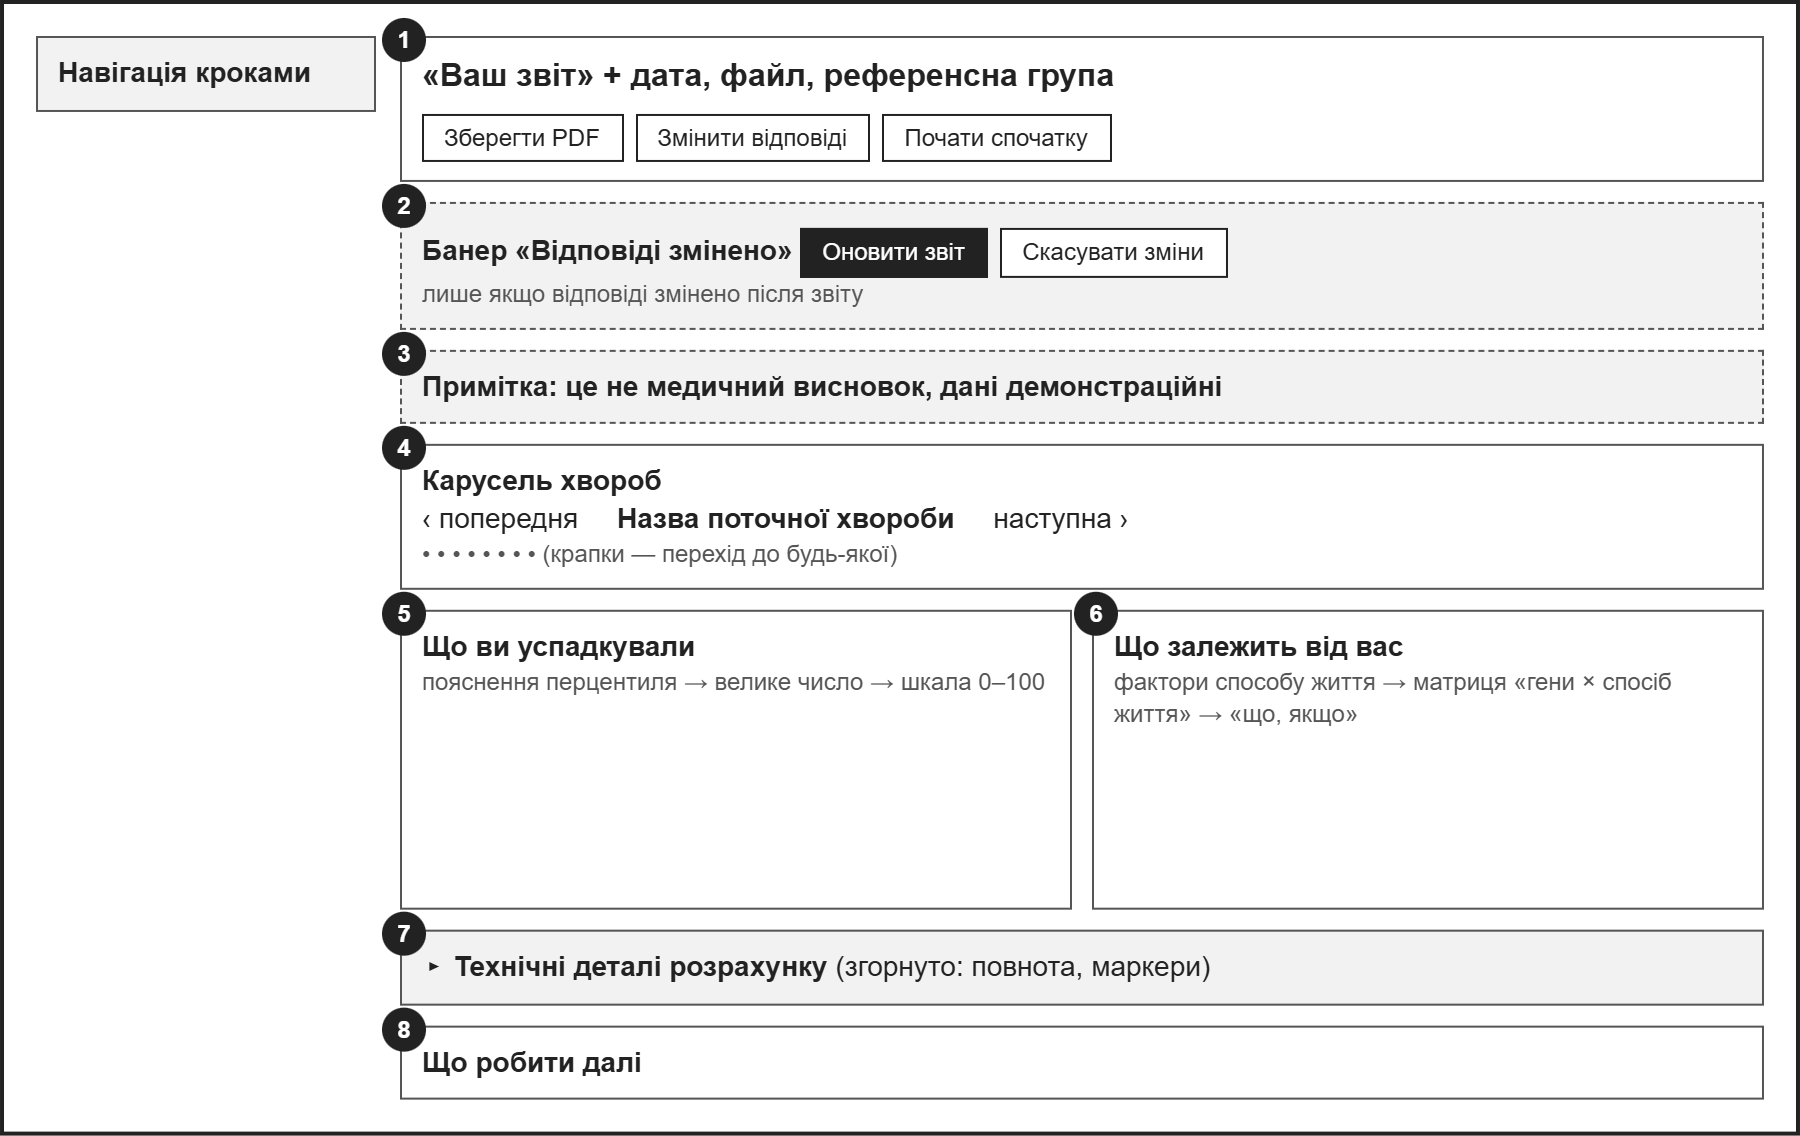 Навігація кроками
1
«Ваш звіт» + дата, файл, референсна група
Зберегти PDF
Змінити відповіді
Почати спочатку
2
Банер «Відповіді змінено»
Оновити звіт
Скасувати зміни
лише якщо відповіді змінено після звіту
3
Примітка: це не медичний висновок, дані демонстраційні
4
Карусель хвороб
‹ попередня Назва поточної хвороби наступна ›
• • • • • • • • (крапки — перехід до будь-якої)
5
Що ви успадкували
пояснення перцентиля → велике число → шкала 0–100
6
Що залежить від вас
фактори способу життя → матриця «гени × спосіб
життя» → «що, якщо»
7
▸ Технічні деталі розрахунку (згорнуто: повнота, маркери)
8
Що робити далі